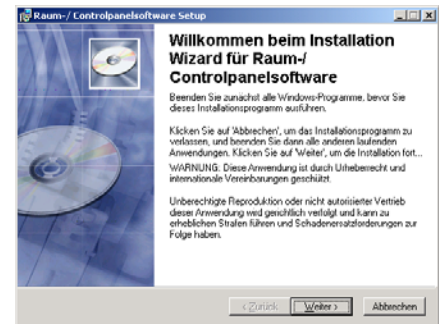 Raum-/ Controlpanelsoftware Setup
Willkommen beim Installation
Wizard für Raum-/
Controlpanelsoftware
Beenden Sie zunächst alle Windows-Programme, bevor Sie
dieses Installationsprogramm ausführen.
Klicken Sie auf 'Abbrechen', um das Installationsprogramm zu
verlassen, und beenden Sie dann alle anderen laufenden
Anwendungen. Klicken Sie auf 'Weiter', um die Installation fort...
WARNUNG: Diese Anwendung ist durch Urheberrecht und
internationale Vereinbarungen geschützt.
Unberechtigte Reproduktion oder nicht autorisierter Vertrieb
dieser Anwendung wird gerichtlich verfolgt und kann zu
erheblichen Strafen führen und Schadenersatzforderungen zur
Folge haben.
< Zurück Weiter > Abbrechen